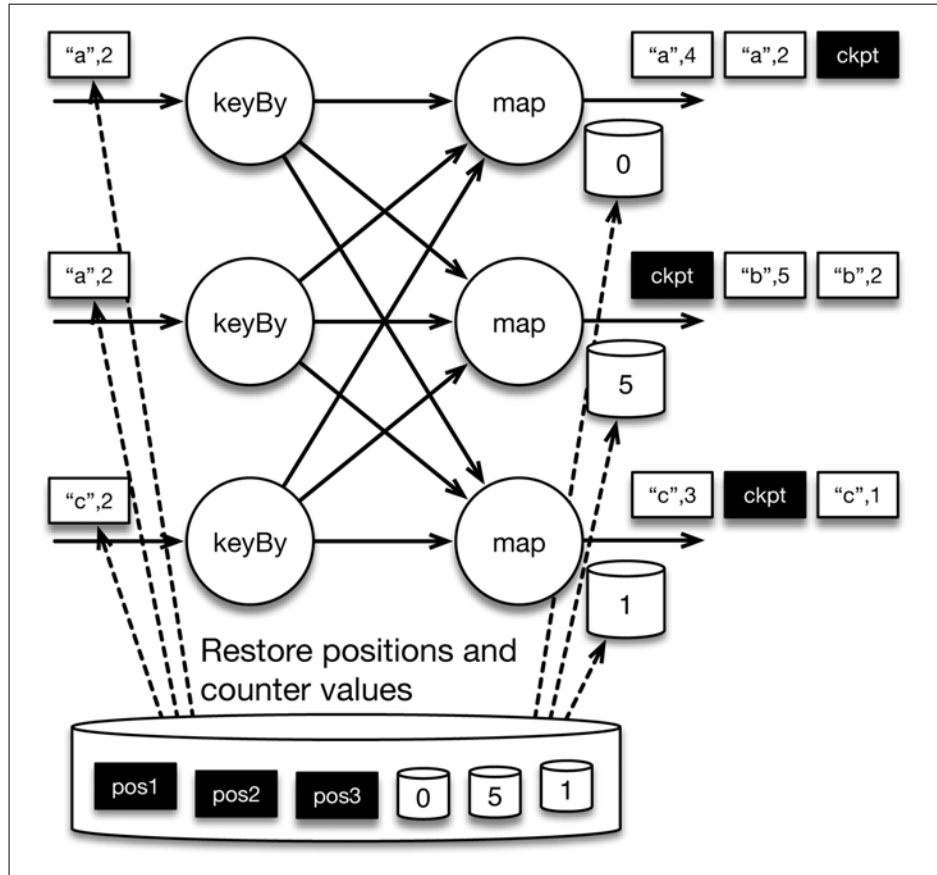 “a”,2
“a”,4 “a”,2 ckpt
keyBy map
0
“a”,2
ckpt “b”,5 “b”,2
keyBy map
5
“c”,2
“c”,3 ckpt “c”,1
keyBy map
1
Restore positions and
counter values
pos1 pos2 pos3 0 5 1